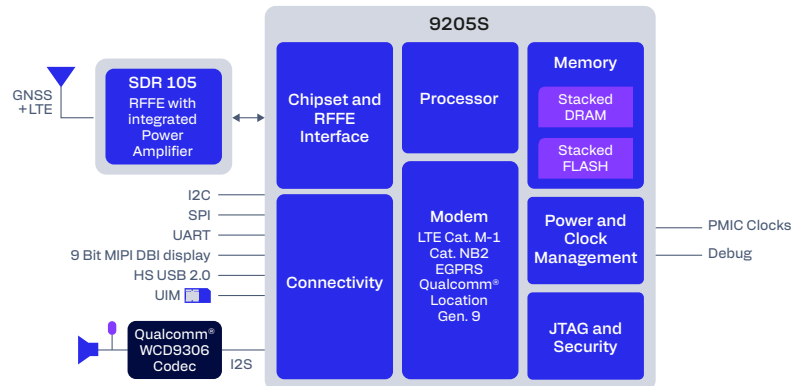 9205S
SDR 105
RFFE with
integrated
Power
Amplifier
GNSS
+LTE
Chipset and
RFFE
Interface
Processor
Memory
Stacked
DRAM
Stacked
FLASH
I2C
SPI
UART
9 Bit MIPI DBI display
HS USB 2.0
UIM
Connectivity
Modem
LTE Cat. M-1
Cat. NB2
EGPRS
Qualcomm®
Location
Gen. 9
Power and
Clock
Management
PMIC Clocks
Debug
JTAG and
Security
Qualcomm®
WCD9306
Codec
I2S